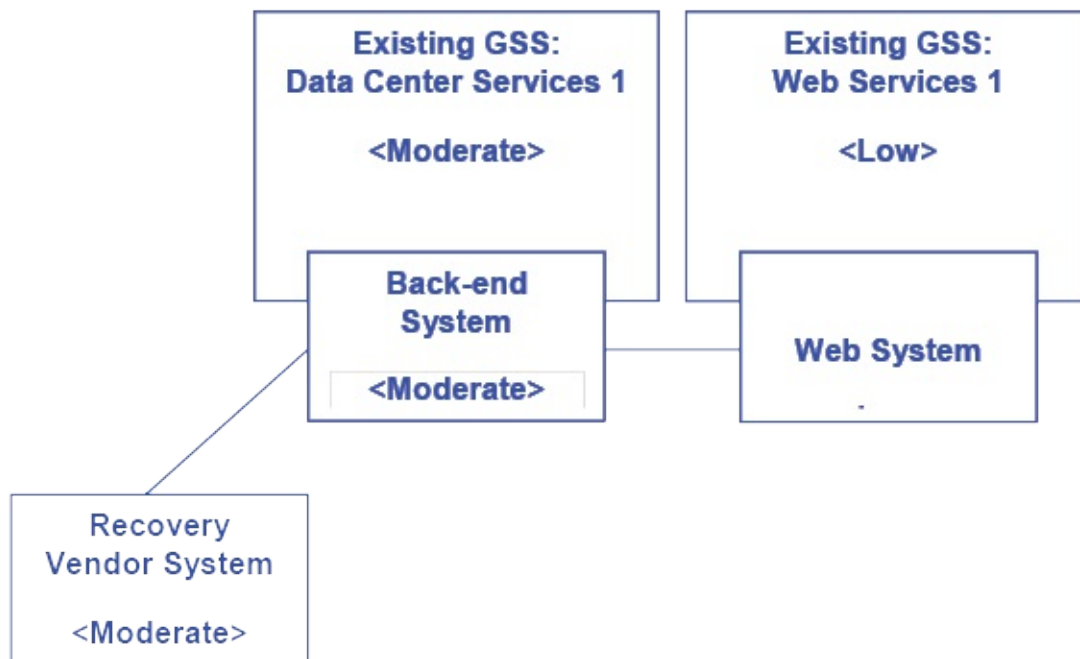 Existing GSS:
Data Center Services 1
<Moderate>
Existing GSS:
Web Services 1
<Low>
Back-end
System
<Moderate>
Web System
Recovery
Vendor System
<Moderate>